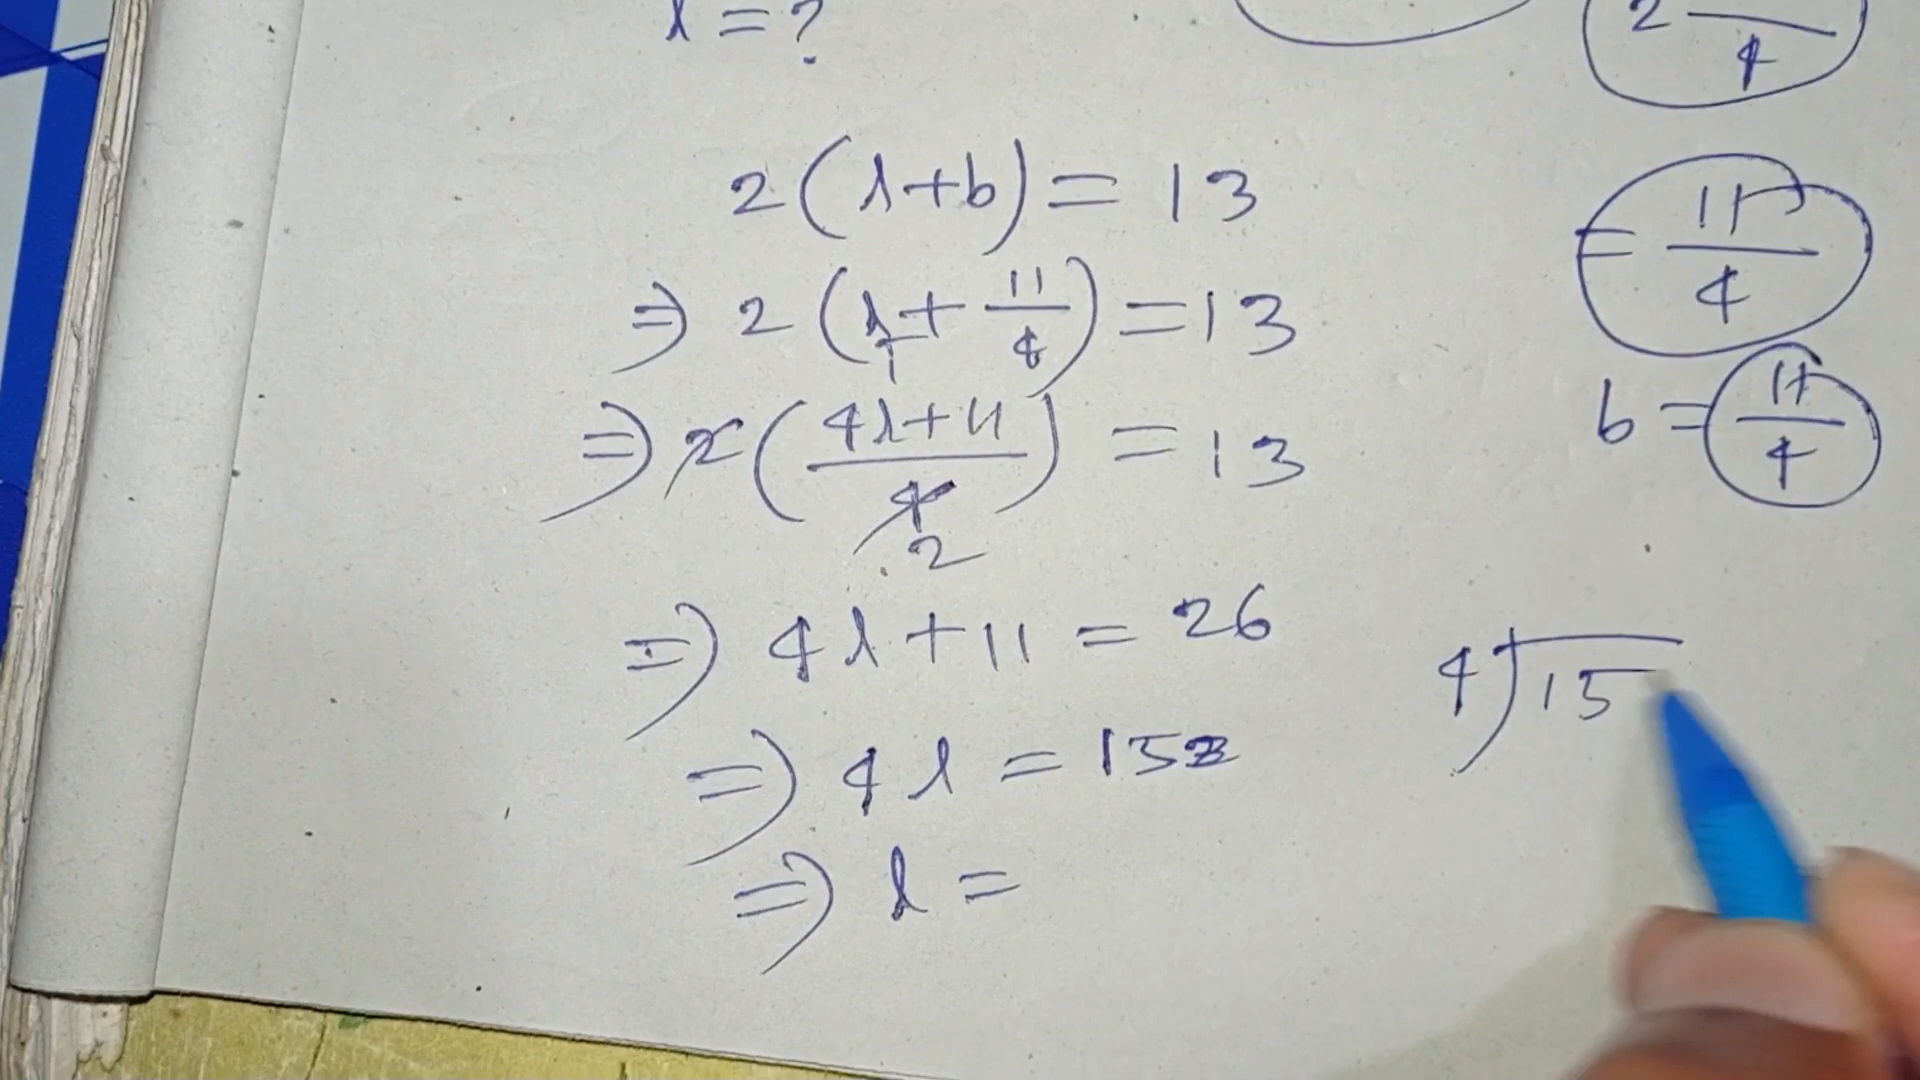 l = ?
2 —/4
2(l+b) = 13
= 11/4
⇒ 2(l/1 + 11/4) = 13
⇒ 2((4l+11)/4) = 13
2
b = 11/4
⇒ 4l + 11 = 26
4)15
⇒ 4l = 15
⇒ l =